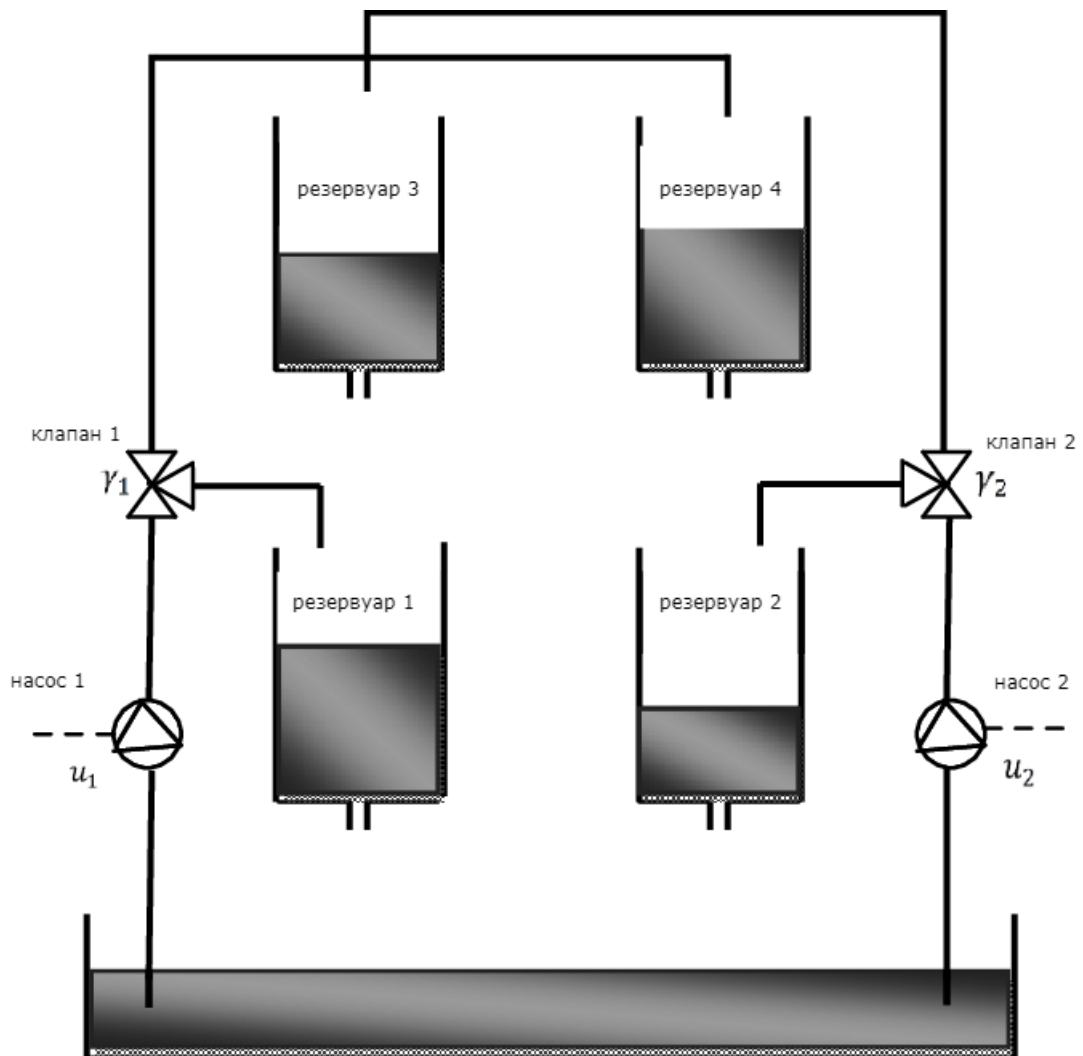 резервуар 3
резервуар 4
клапан 1
клапан 2
γ₁
γ₂
резервуар 1
резервуар 2
насос 1
насос 2
u₁
u₂